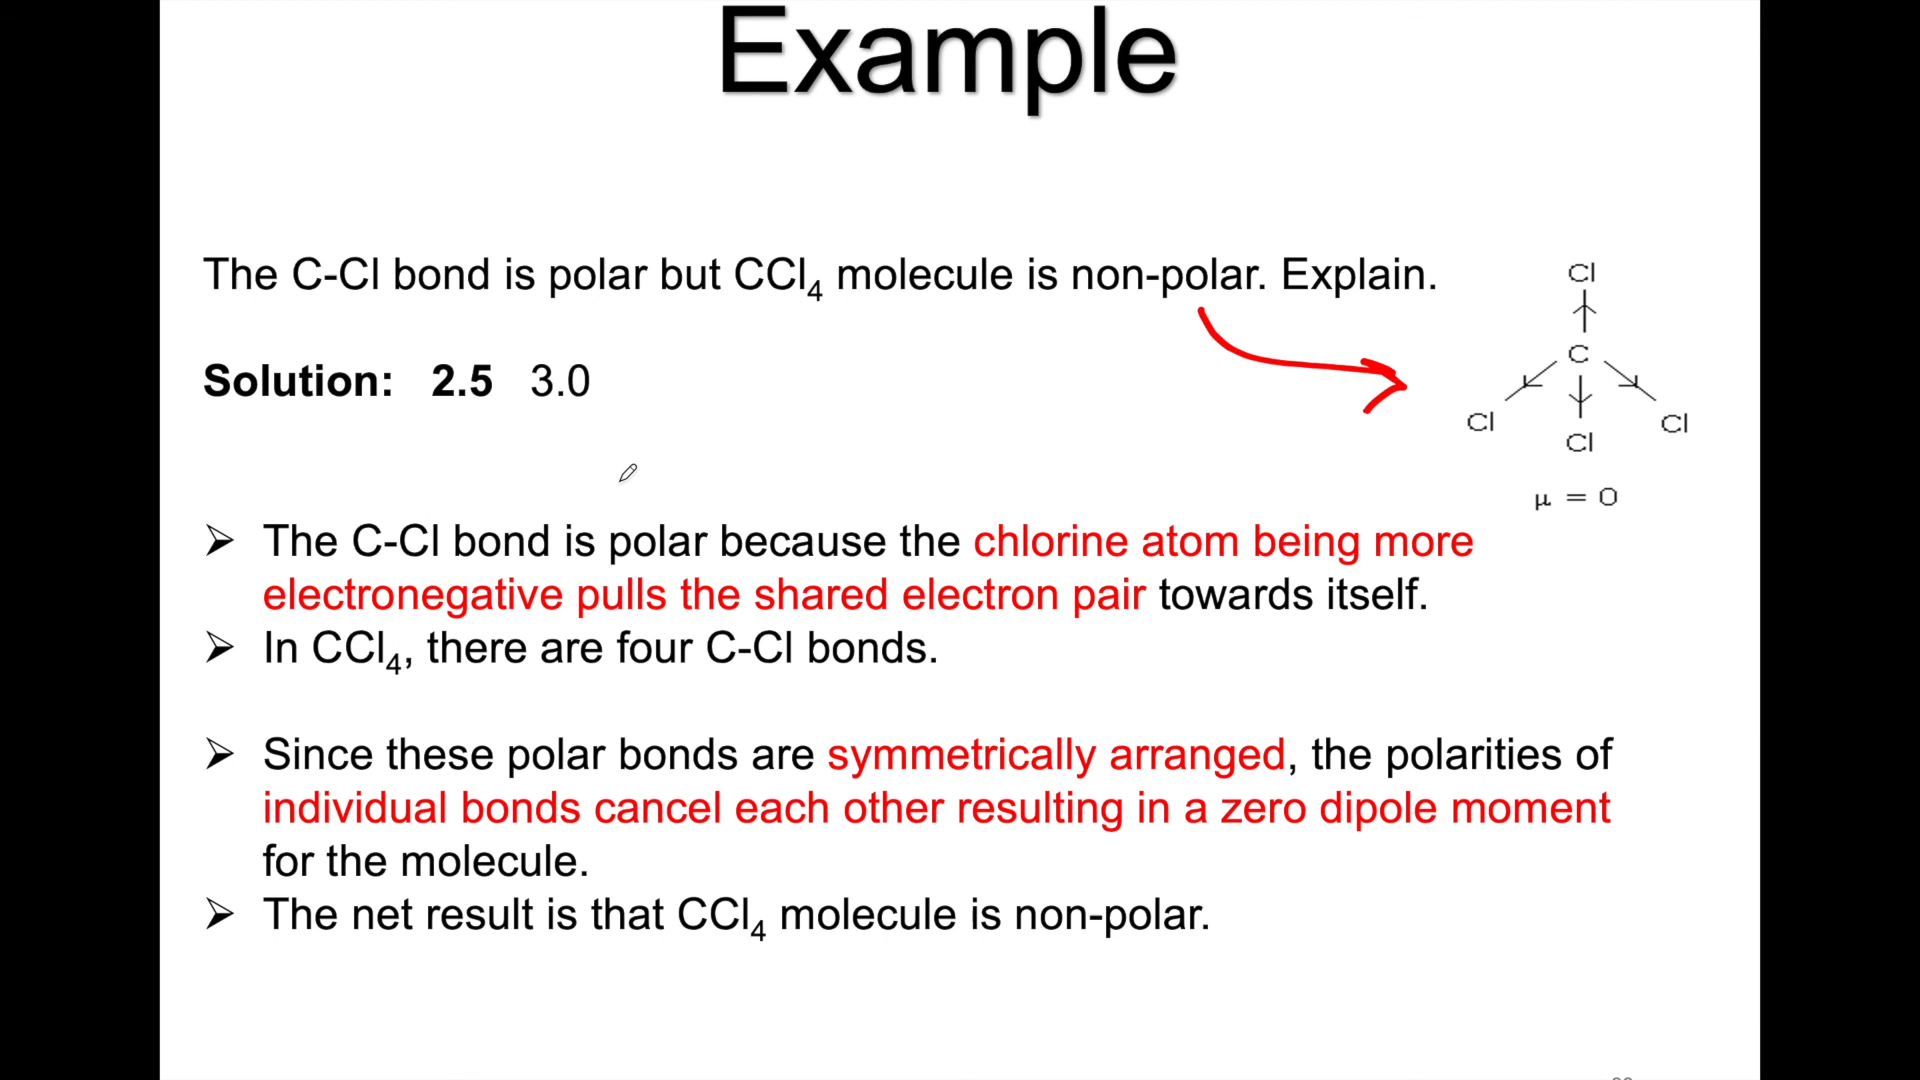 Example
The C-Cl bond is polar but CCl₄ molecule is non-polar. Explain.
Solution: 2.5 3.0
Cl
C
Cl Cl
Cl
μ = 0
➢ The C-Cl bond is polar because the chlorine atom being more
electronegative pulls the shared electron pair towards itself.
➢ In CCl₄, there are four C-Cl bonds.
➢ Since these polar bonds are symmetrically arranged, the polarities of
individual bonds cancel each other resulting in a zero dipole moment
for the molecule.
➢ The net result is that CCl₄ molecule is non-polar.